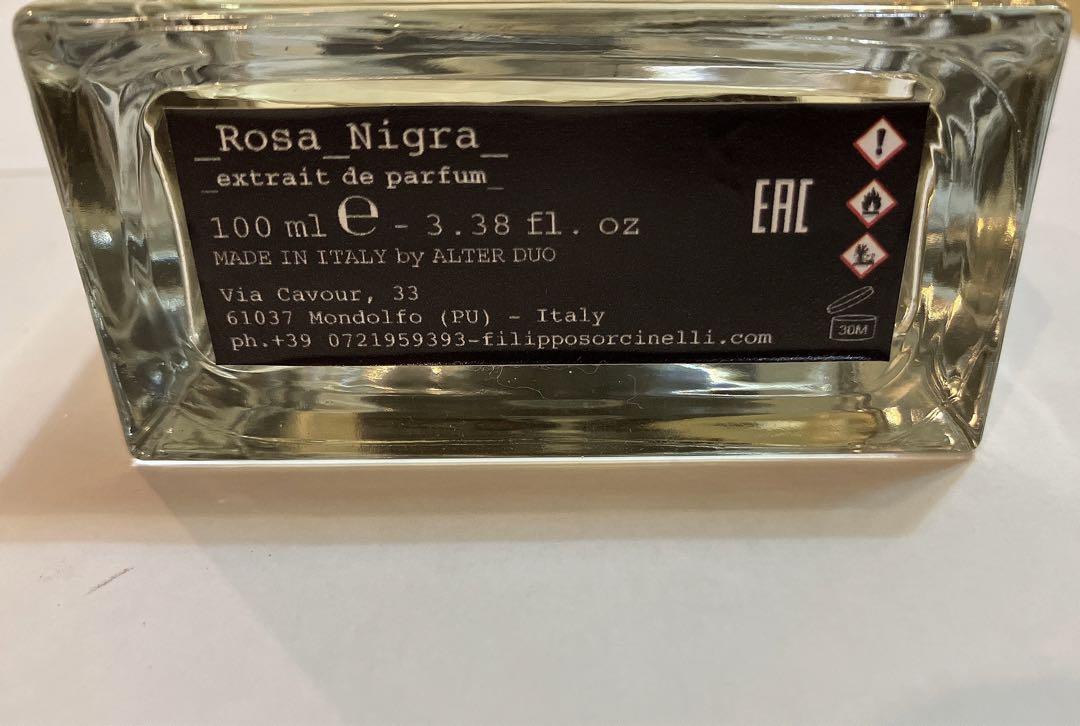 _Rosa_Nigra_
_extrait de parfum_
100 ml ℮ - 3.38 fl. oz
MADE IN ITALY by ALTER DUO
Via Cavour, 33
61037 Mondolfo (PU) - Italy
ph.+39 0721959393-filipposorcinelli.com
EAC
!
30M